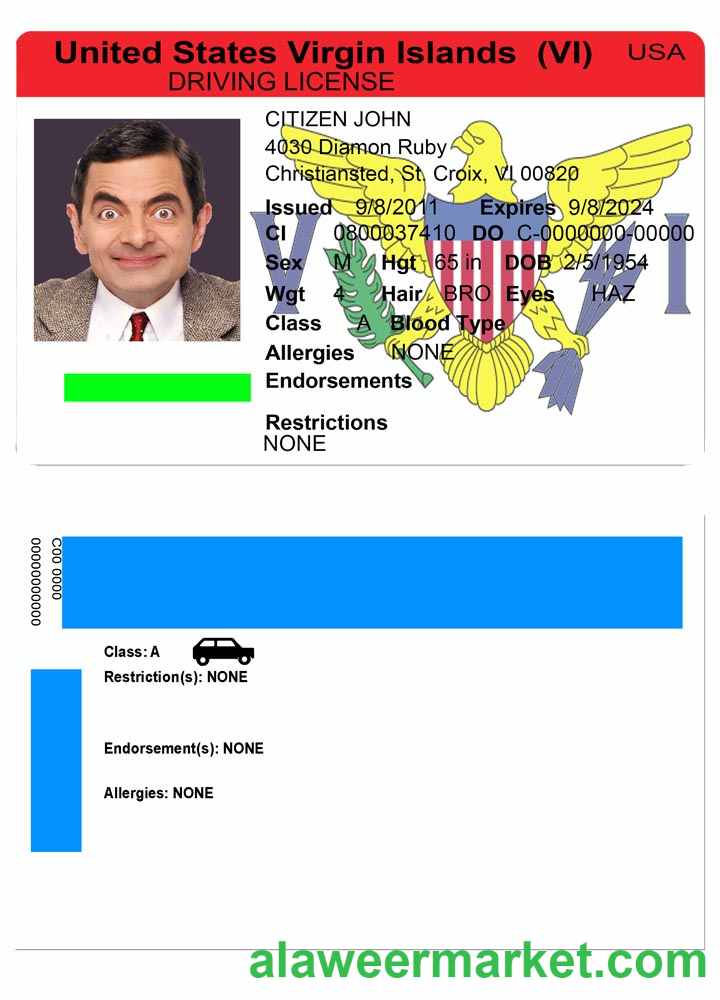 United States Virgin Islands (VI) USA
DRIVING LICENSE
CITIZEN JOHN
4030 Diamon Ruby
Christiansted, St. Croix, VI 00820
Issued 9/8/2011 Expires 9/8/2024
CI 0800037410 DO C-0000000-00000
Sex M Hgt 65 in DOB 2/5/1954
Wgt 4 Hair BRO Eyes HAZ
Class A Blood Type
Allergies NONE
Endorsements
Restrictions
NONE
V I
00000000000
C00 0000
Class: A
Restriction(s): NONE
Endorsement(s): NONE
Allergies: NONE
alaweermarket.com